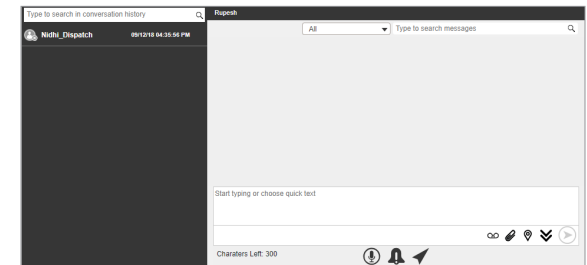 Type to search in conversation history
Rupesh
All
Type to search messages
Nidhi_Dispatch
09/12/18 04:35:56 PM
Start typing or choose quick text
Charaters Left: 300